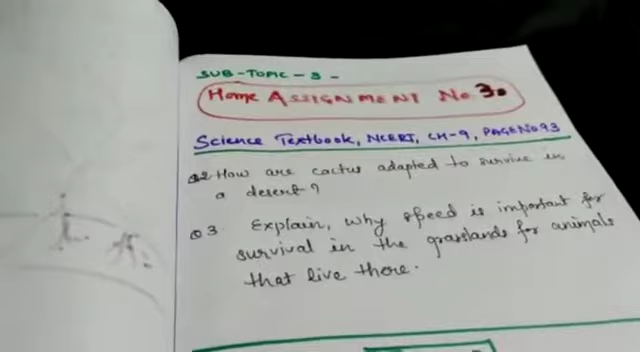 SUB-TOPIC-3-
Home ASSIGNMENT No 3.
Science Textbook, NCERT, CH-9, PAGE No 93
Q2 How are cactus adapted to survive in
a desert?
Q3 Explain, why speed is important for
survival in the grasslands for animals
that live there.